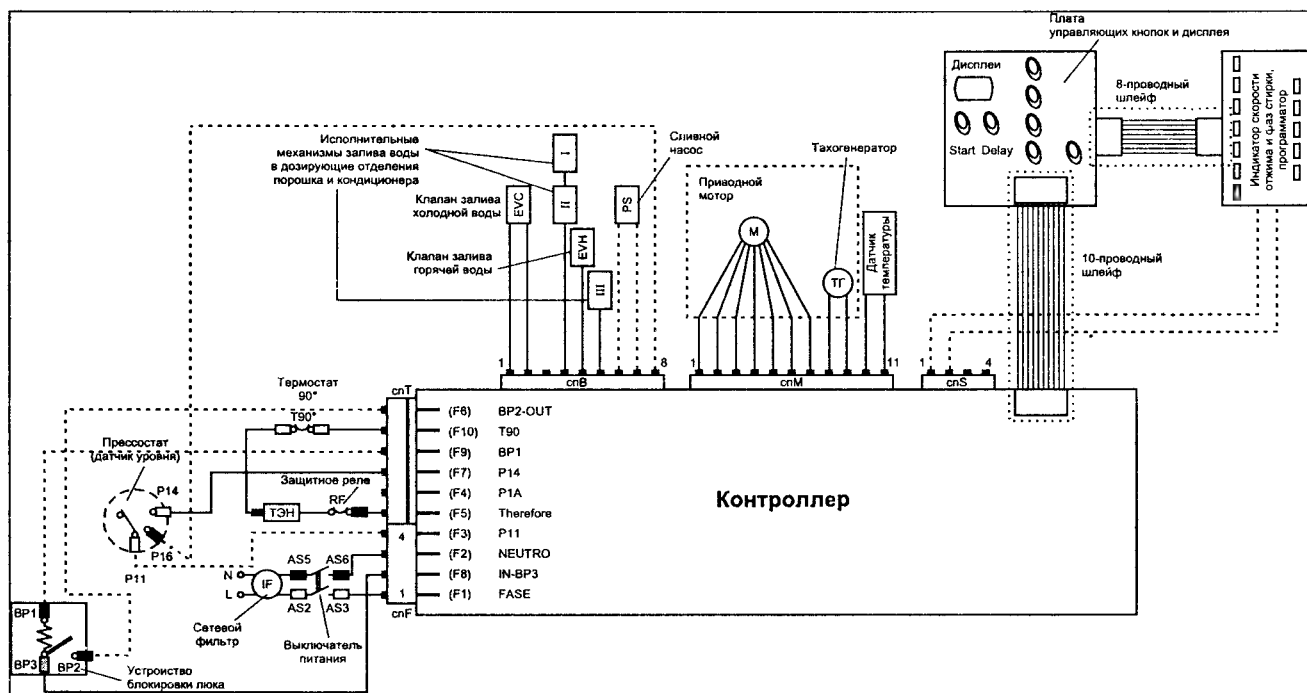 Плата
управляющих кнопок и дисплея
Дисплеи
Start Delay
8-проводный
шлейф
Индикатор скорости
отжима и фаз стирки,
программатор
10-проводный
шлейф
Исполнительные
механизмы залива воды
в дозирующие отделения
порошка и кондиционера
Сливной
насос
Тахогенератор
Приводной
мотор
Клапан залива
холодной воды
Клапан залива
горячей воды
I
II
III
EVC
EVH
PS
M
ТГ
Датчик
температуры
1
8
cnB
1
11
cnM
1
4
cnS
Термостат
90°
T90°
cnT
Прессостат
(датчик уровня)
Защитное реле
RF
ТЭН
P14
P16
P11
(F6) BP2-OUT
(F10) T90
(F9) BP1
(F7) P14
(F4) P1A
(F5) Therefore
(F3) P11
(F2) NEUTRO
(F8) IN-BP3
(F1) FASE
4
1
cnF
Контроллер
N
L
IF
AS5
AS6
AS2
AS3
Сетевой
фильтр
Выключатель
питания
BP1
BP3
BP2
Устройство
блокировки люка